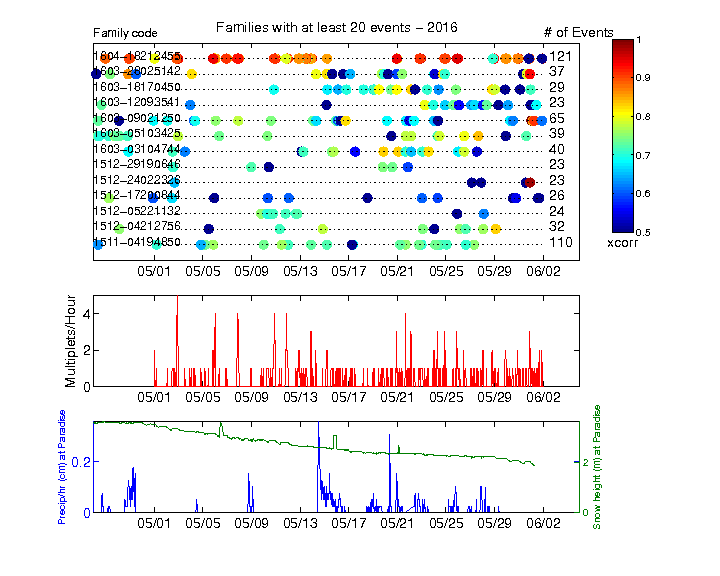 Families with at least 20 events − 2016
Family code
# of Events
1604−18212455 121
1603−28025142 37
1603−18170450 29
1603−12093541 23
1603−09021250 65
1603−05103425 39
1603−03104744 40
1512−29190646 23
1512−24022326 23
1512−17200844 26
1512−05221132 24
1512−04212756 32
1511−04194850 110
05/01 05/09 05/13 05/17 05/21 05/25 05/29 06/02
05/05
1
0.9
0.8
0.7
0.6
0.5
xcorr
Multiplets/Hour
4
2
0
05/01 05/05 05/09 05/13 05/17 05/21 05/25 05/29 06/02
Precip/hr (cm) at Paradise
0.2
0
2
0
Snow height (m) at Paradise
05/01 05/05 05/09 05/13 05/17 05/21 05/25 05/29 06/02